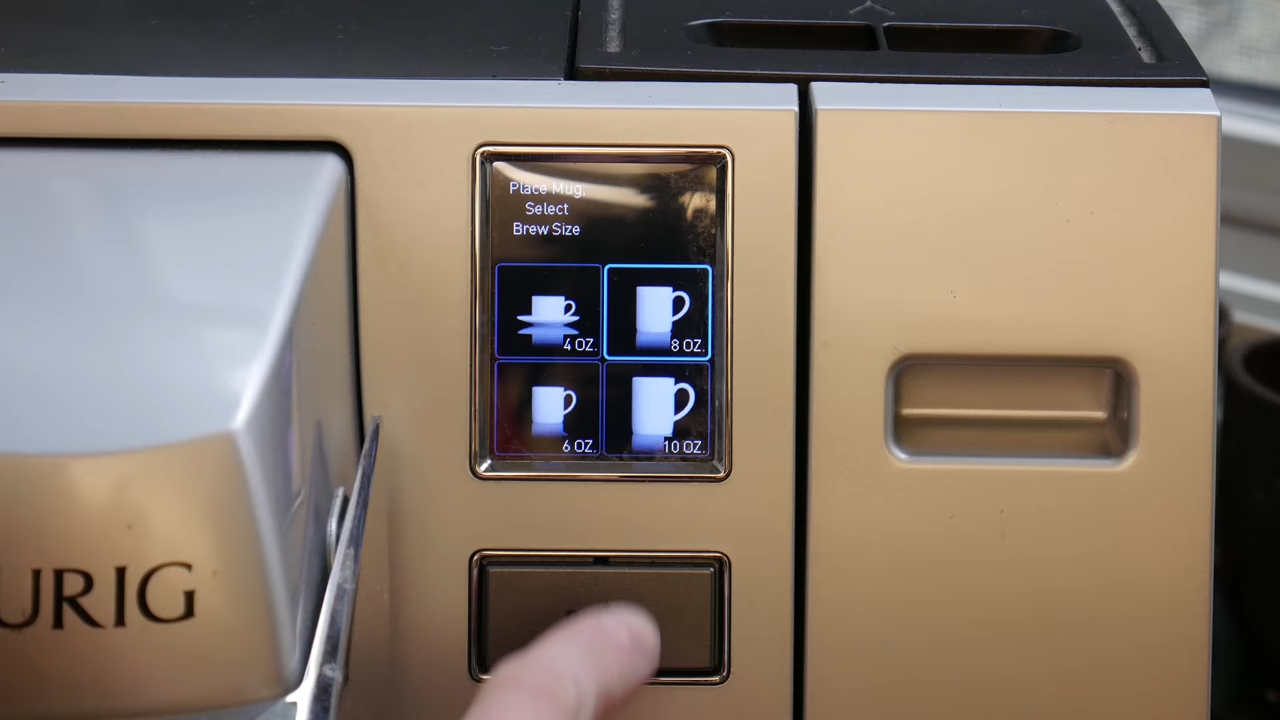 Place Mug,
Select
Brew Size
4 OZ.
8 OZ.
6 OZ.
10 OZ.
URIG